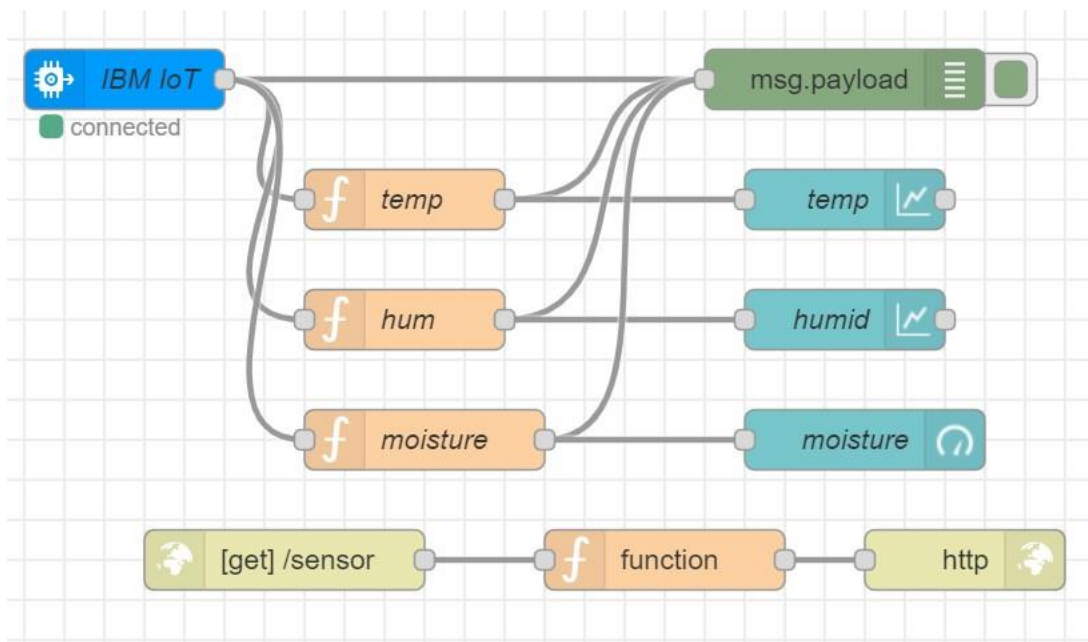 IBM IoT
msg.payload
connected
temp
temp
hum
humid
moisture
moisture
[get] /sensor
function
http